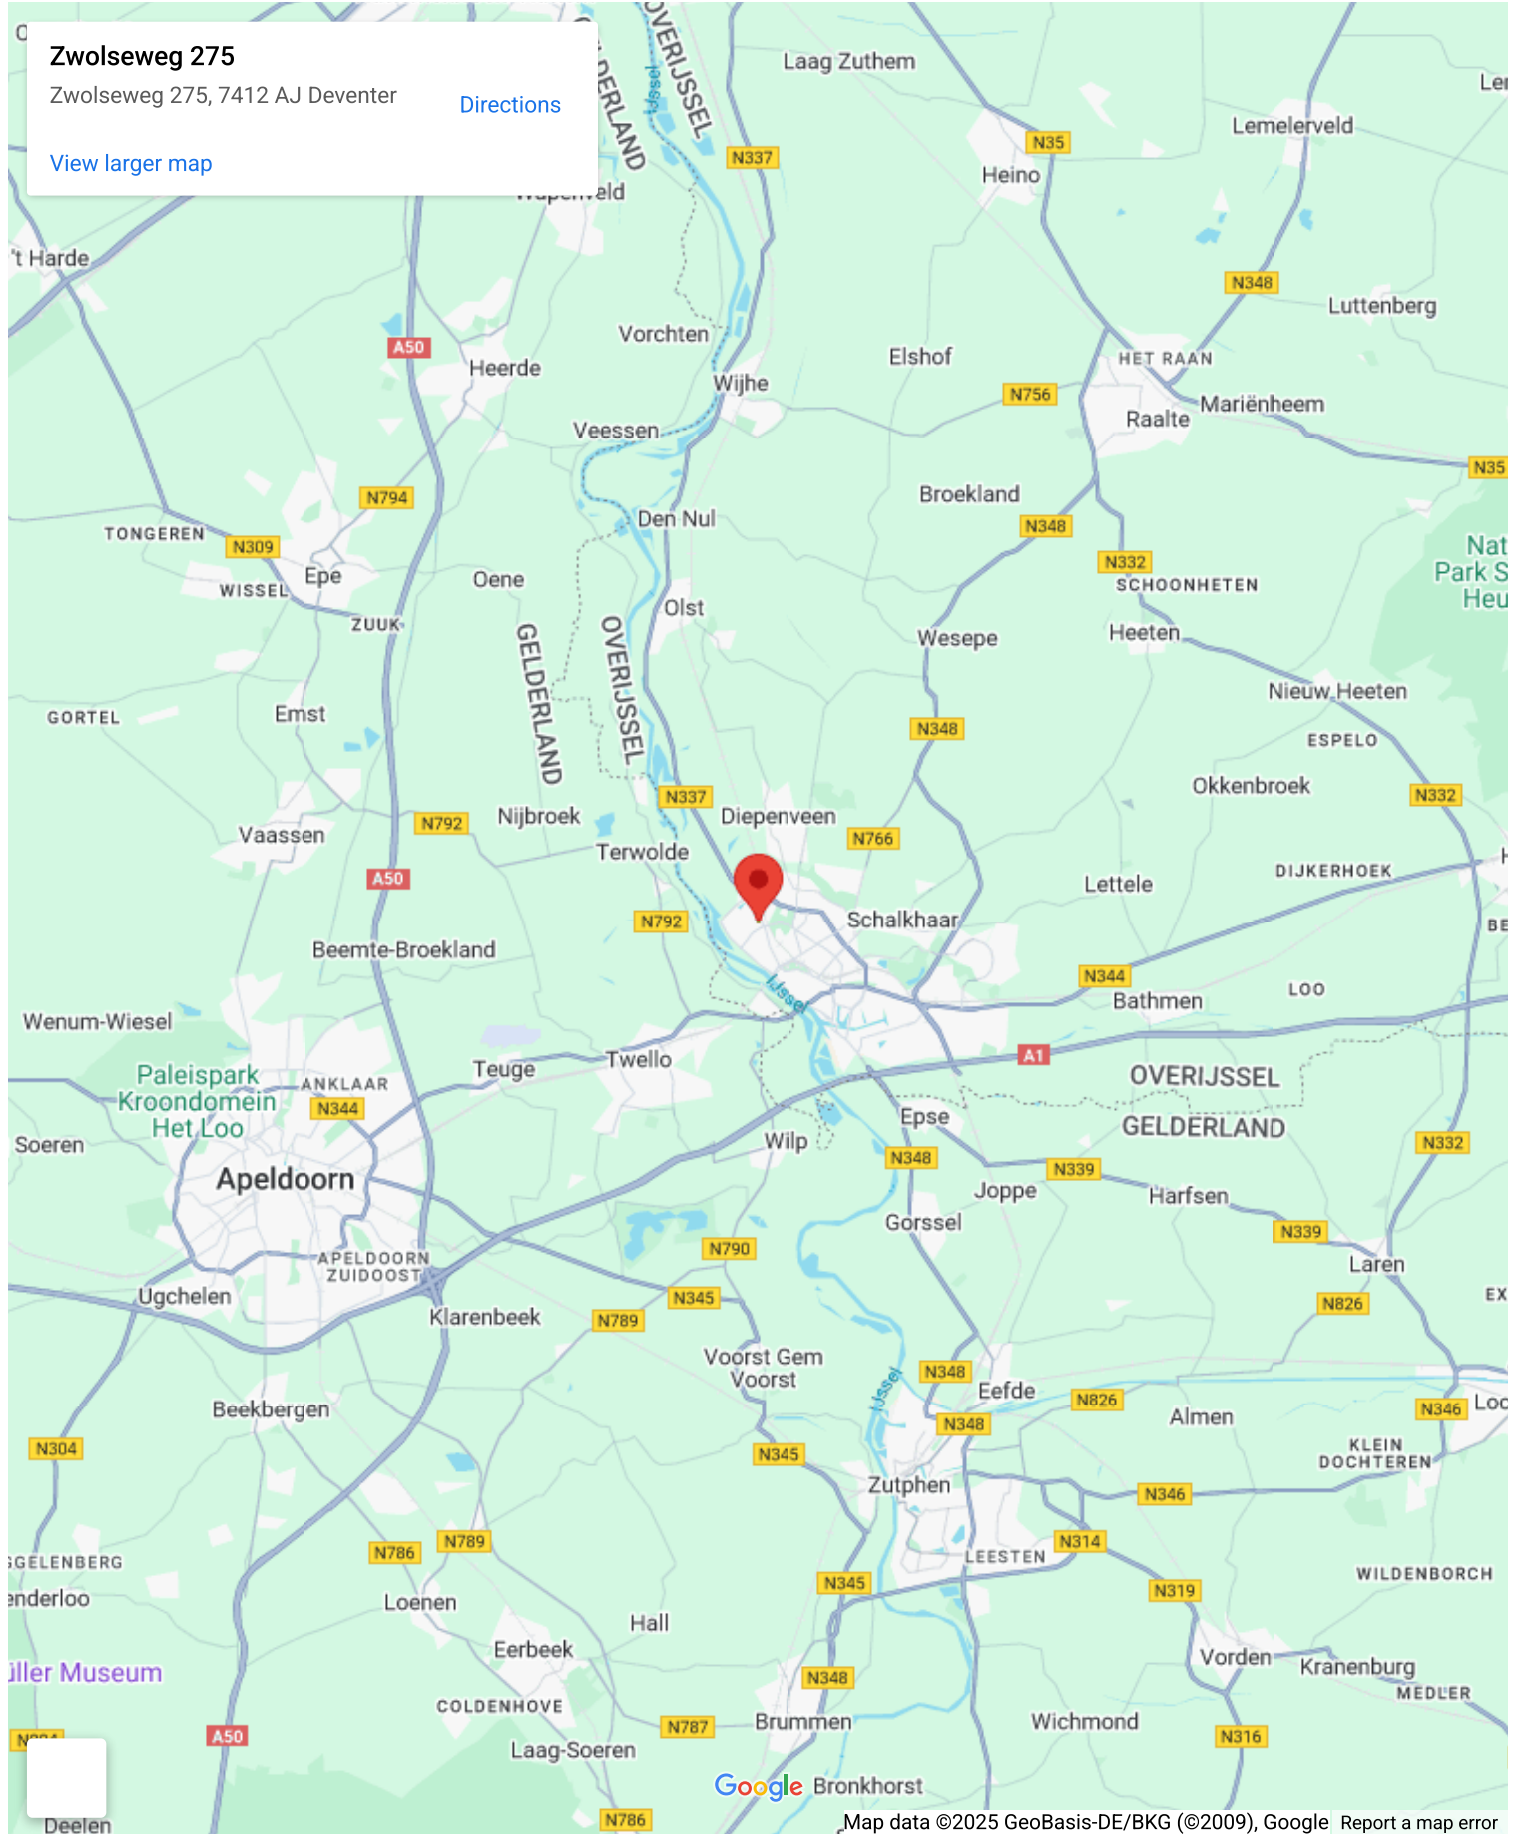 Zwolseweg 275
Zwolseweg 275, 7412 AJ Deventer
Directions
View larger map
GELDERLAND
OVERIJSSEL
IJssel
Laag Zuthem
Lemelerveld
N337
N35
Heino
Wapenveld
't Harde
N348
Luttenberg
Vorchten
A50
Heerde
Elshof
HET RAAN
Wijhe
N756
Mariënheem
Raalte
Veessen
N35
N794
Broekland
Den Nul
N348
TONGEREN
N309
N332
Epe
Oene
SCHOONHETEN
WISSEL
Olst
ZUUK
Wesepe
Heeten
GELDERLAND
OVERIJSSEL
Nieuw Heeten
GORTEL
Emst
N348
ESPELO
Okkenbroek
N337
N332
Nijbroek
Diepenveen
N792
Vaassen
N766
Terwolde
DIJKERHOEK
A50
Lettele
N792
Schalkhaar
Beemte-Broekland
N344
LOO
IJssel
Bathmen
Wenum-Wiesel
A1
Twello
Teuge
Paleispark
Kroondomein
Het Loo
ANKLAAR
OVERIJSSEL
N344
Epse
GELDERLAND
Soeren
Wilp
N332
N348
N339
Apeldoorn
Joppe
Harfsen
Gorssel
N339
N790
APELDOORN
ZUIDOOST
Laren
Ugchelen
N345
N826
Klarenbeek
N789
Voorst Gem
Voorst
N348
IJssel
Eefde
N826
Beekbergen
N346
Almen
N348
N304
N345
KLEIN
DOCHTEREN
Zutphen
N346
N789
N314
N786
LEESTEN
WILDENBORCH
N345
N319
Loenen
Hall
Eerbeek
Vorden
Kranenburg
N348
MEDLER
COLDENHOVE
Brummen
Wichmond
N787
A50
N316
Laag-Soeren
Google
Bronkhorst
N786
Deelen
Map data ©2025 GeoBasis-DE/BKG (©2009), Google
Report a map error